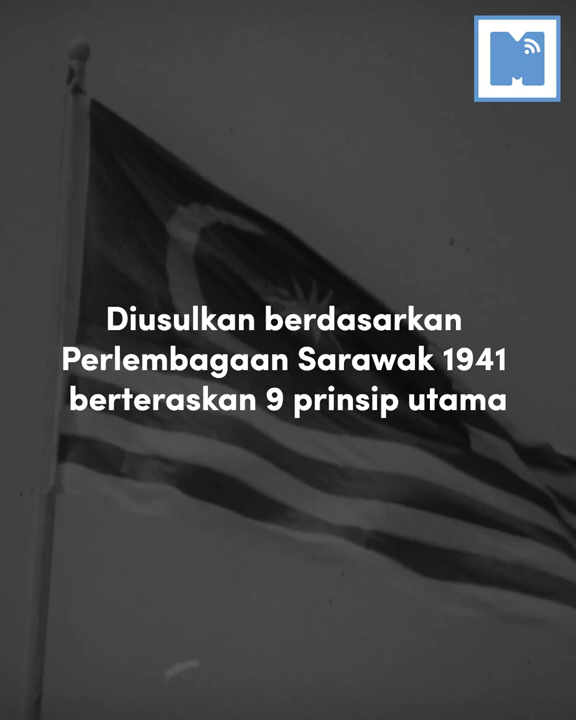 Diusulkan berdasarkan
Perlembagaan Sarawak 1941
berteraskan 9 prinsip utama